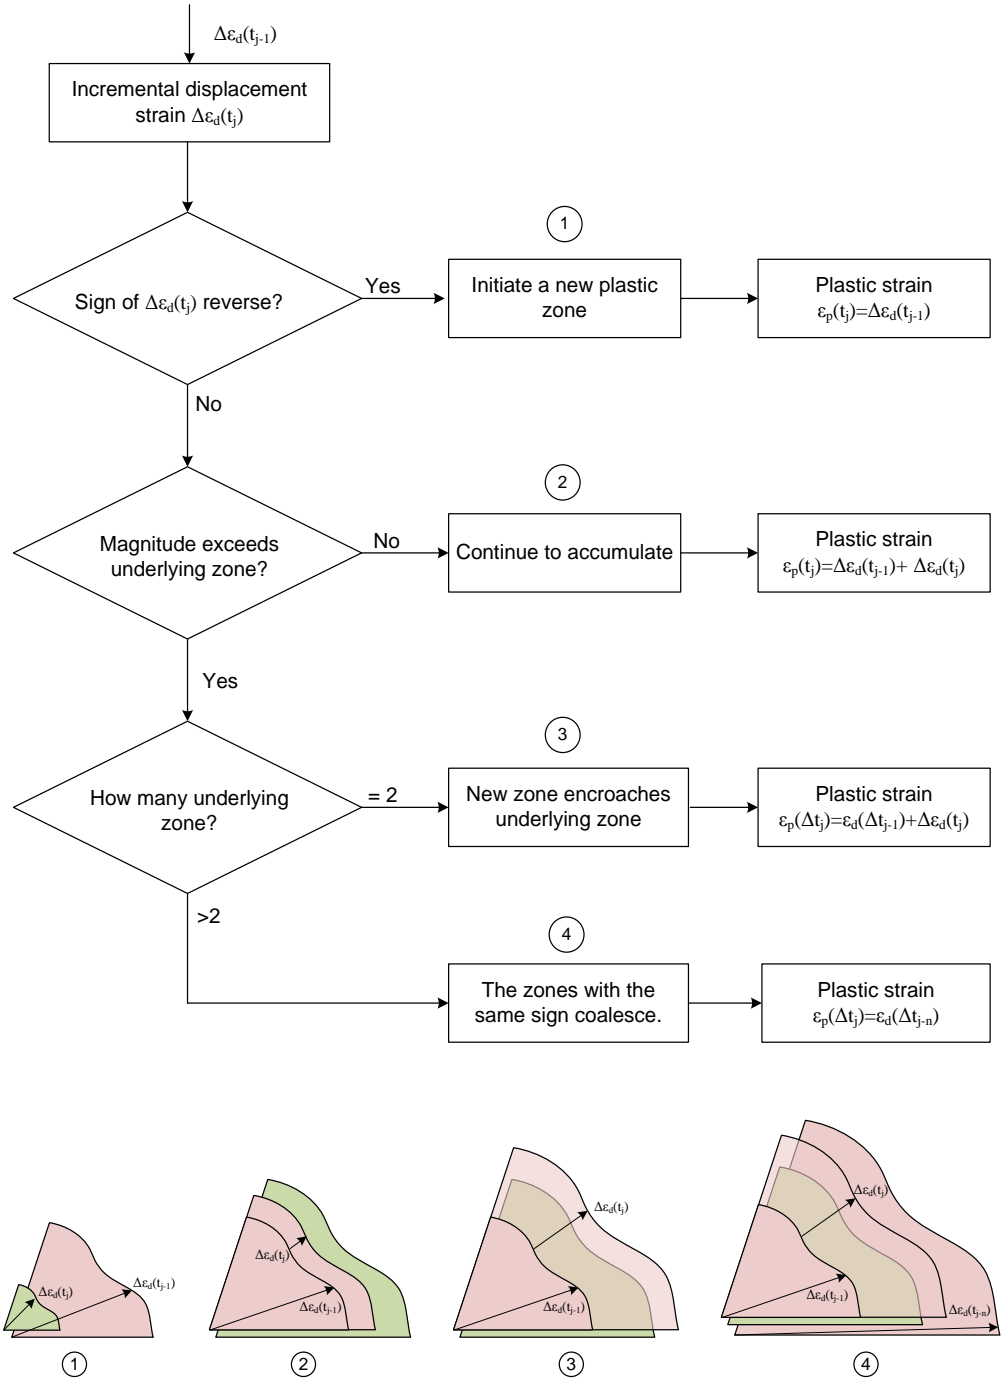 Δε_d(t_{j-1})
Incremental displacement
strain Δε_d(t_j)
1
Sign of Δε_d(t_j) reverse?
Yes
Initiate a new plastic
zone
Plastic strain
ε_p(t_j)=Δε_d(t_{j-1})
No
2
Magnitude exceeds
underlying zone?
No
Continue to accumulate
Plastic strain
ε_p(t_j)=Δε_d(t_{j-1})+ Δε_d(t_j)
Yes
3
How many underlying
zone?
= 2
New zone encroaches
underlying zone
Plastic strain
ε_p(Δt_j)=ε_d(Δt_{j-1})+Δε_d(t_j)
>2
4
The zones with the
same sign coalesce.
Plastic strain
ε_p(Δt_j)=ε_d(Δt_{j-n})
Δε_d(t_j)
Δε_d(t_{j-1})
1
Δε_d(t_j)
Δε_d(t_{j-1})
2
Δε_d(t_j)
Δε_d(t_{j-1})
3
Δε_d(t_j)
Δε_d(t_{j-1})
Δε_d(t_{j-n})
4